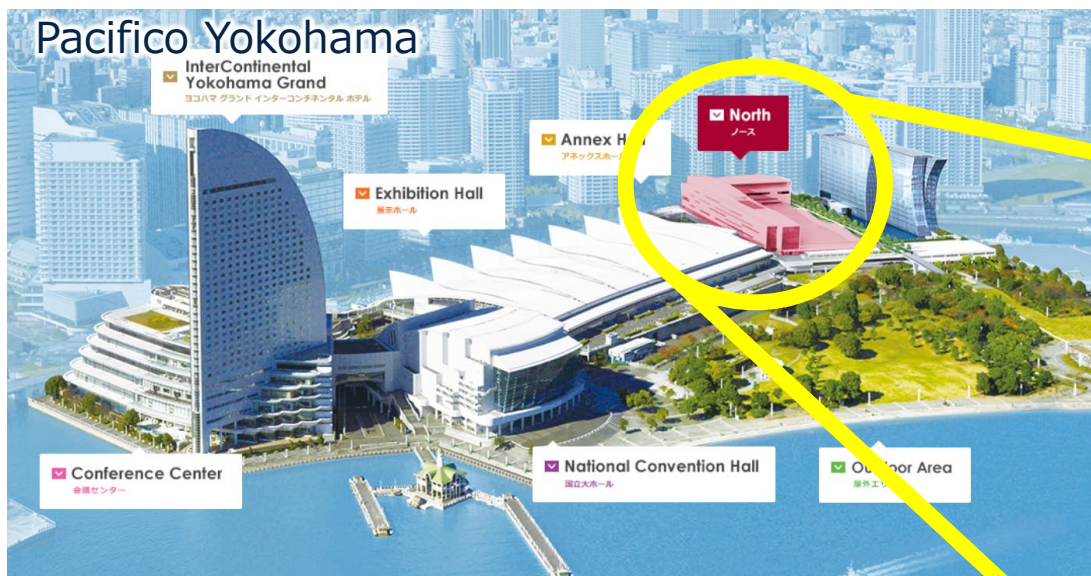 Pacifico Yokohama
InterContinental
Yokohama Grand
ヨコハマ グランド インターコンチネンタル ホテル
North
ノース
Annex
アネックスホー
Exhibition Hall
展示ホール
Conference Center
会議センター
National Convention Hall
国立大ホール
Area
屋外エリ